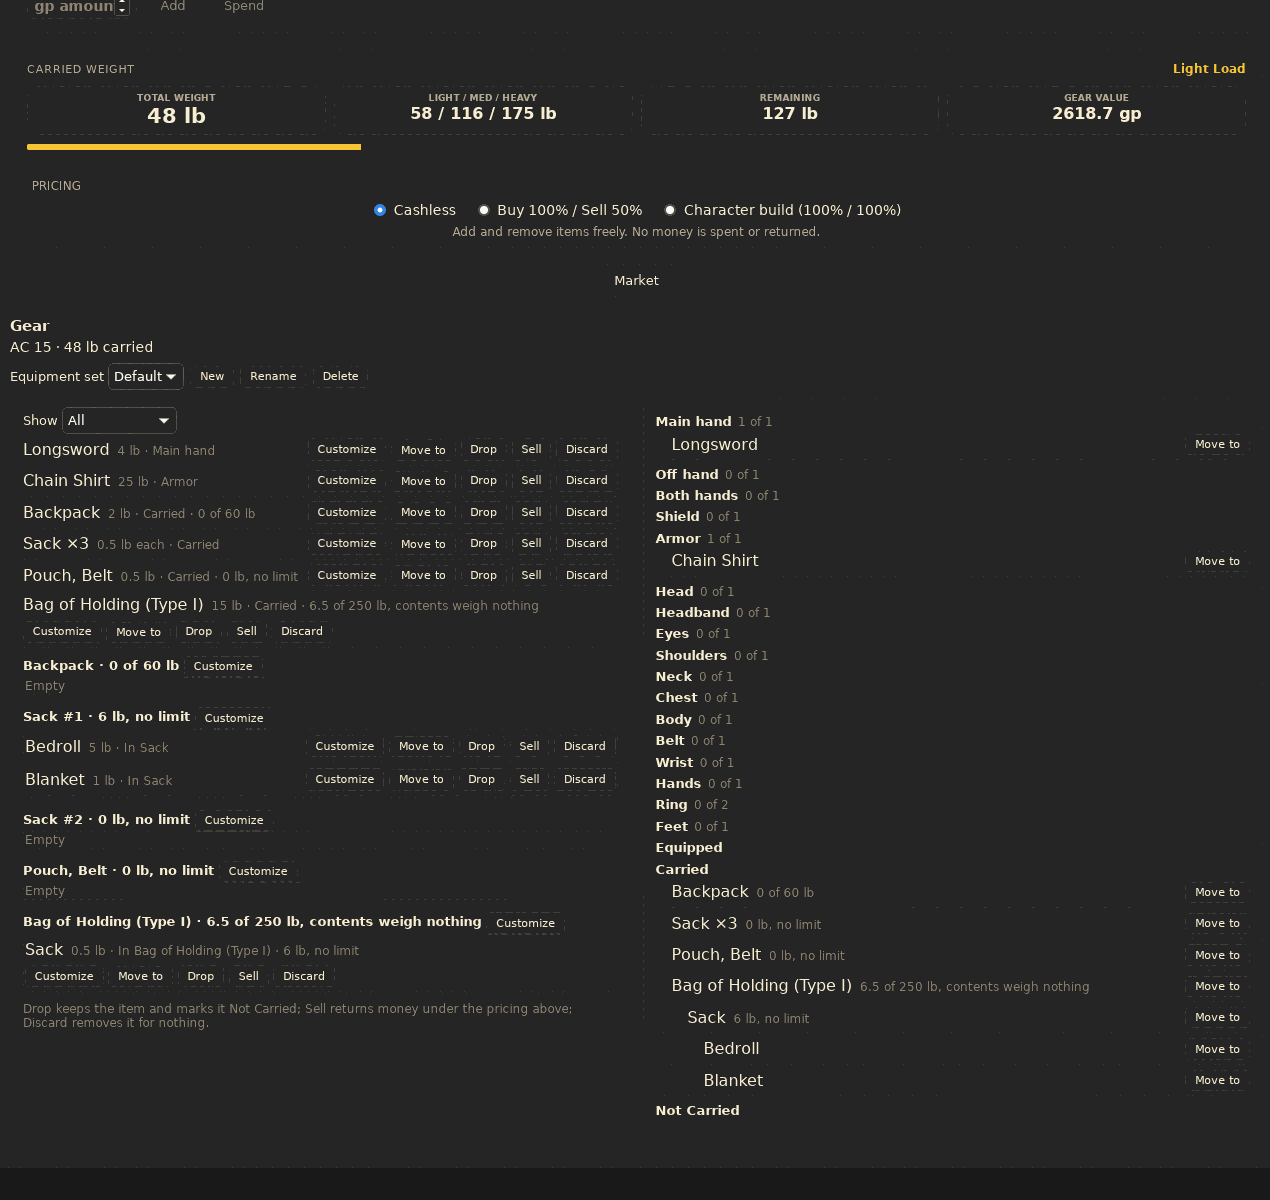 gp amoun Add Spend
CARRIED WEIGHT Light Load
TOTAL WEIGHT LIGHT / MED / HEAVY REMAINING GEAR VALUE
48 lb 58 / 116 / 175 lb 127 lb 2618.7 gp
PRICING
Cashless Buy 100% / Sell 50% Character build (100% / 100%)
Add and remove items freely. No money is spent or returned.
Market
Gear
AC 15 · 48 lb carried
Equipment set Default New Rename Delete
Show All
Longsword 4 lb · Main hand Customize Move to Drop Sell Discard
Chain Shirt 25 lb · Armor Customize Move to Drop Sell Discard
Backpack 2 lb · Carried · 0 of 60 lb Customize Move to Drop Sell Discard
Sack ×3 0.5 lb each · Carried Customize Move to Drop Sell Discard
Pouch, Belt 0.5 lb · Carried · 0 lb, no limit Customize Move to Drop Sell Discard
Bag of Holding (Type I) 15 lb · Carried · 6.5 of 250 lb, contents weigh nothing
Customize Move to Drop Sell Discard
Backpack · 0 of 60 lb Customize
Empty
Sack #1 · 6 lb, no limit Customize
Bedroll 5 lb · In Sack Customize Move to Drop Sell Discard
Blanket 1 lb · In Sack Customize Move to Drop Sell Discard
Sack #2 · 0 lb, no limit Customize
Empty
Pouch, Belt · 0 lb, no limit Customize
Empty
Bag of Holding (Type I) · 6.5 of 250 lb, contents weigh nothing Customize
Sack 0.5 lb · In Bag of Holding (Type I) · 6 lb, no limit
Customize Move to Drop Sell Discard
Drop keeps the item and marks it Not Carried; Sell returns money under the pricing above;
Discard removes it for nothing.
Main hand 1 of 1
Longsword Move to
Off hand 0 of 1
Both hands 0 of 1
Shield 0 of 1
Armor 1 of 1
Chain Shirt Move to
Head 0 of 1
Headband 0 of 1
Eyes 0 of 1
Shoulders 0 of 1
Neck 0 of 1
Chest 0 of 1
Body 0 of 1
Belt 0 of 1
Wrist 0 of 1
Hands 0 of 1
Ring 0 of 2
Feet 0 of 1
Equipped
Carried
Backpack 0 of 60 lb Move to
Sack ×3 0 lb, no limit Move to
Pouch, Belt 0 lb, no limit Move to
Bag of Holding (Type I) 6.5 of 250 lb, contents weigh nothing Move to
Sack 6 lb, no limit Move to
Bedroll Move to
Blanket Move to
Not Carried